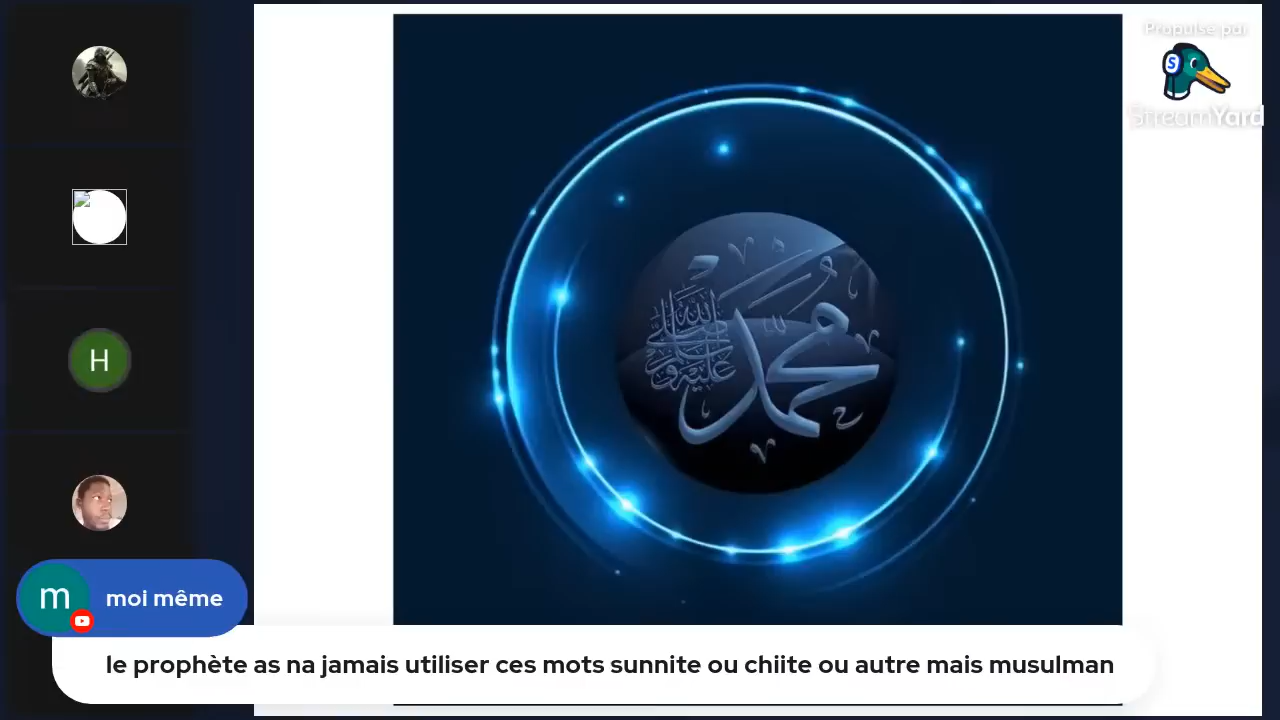 Propulse par
StreamYard
محمد
صلى الله عليه وسلم
H
m
moi même
le prophète as na jamais utiliser ces mots sunnite ou chiite ou autre mais musulman